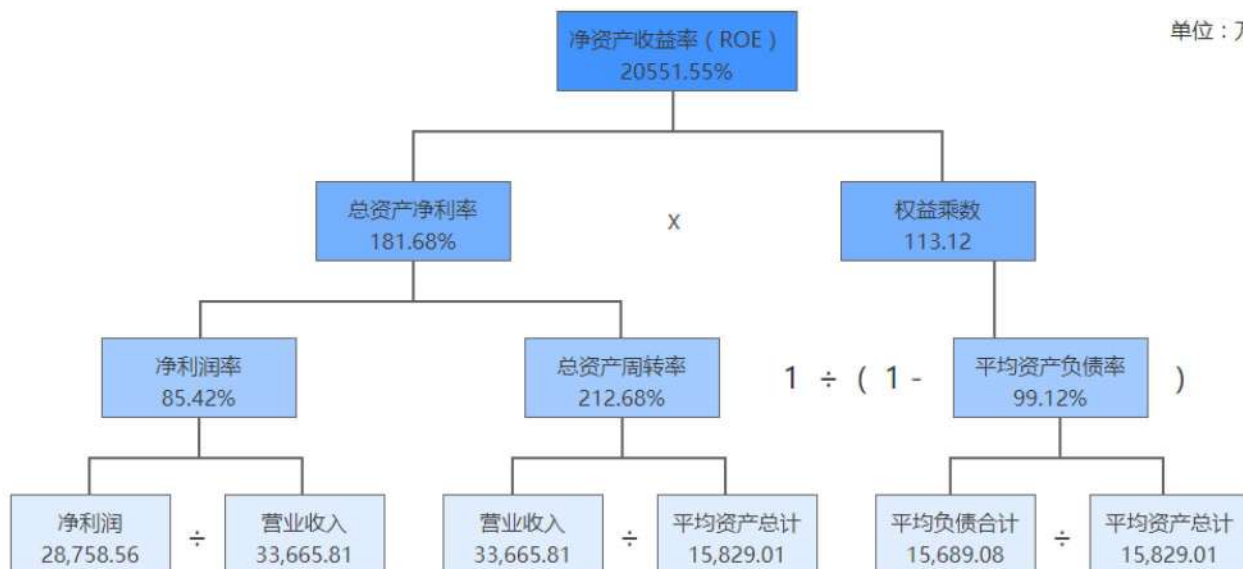 单位：万
净资产收益率（ROE）
20551.55%
总资产净利率
181.68%
X
权益乘数
113.12
净利润率
85.42%
总资产周转率
212.68%
1 ÷ ( 1 -
平均资产负债率
99.12%
)
净利润
28,758.56
÷
营业收入
33,665.81
营业收入
33,665.81
÷
平均资产总计
15,829.01
平均负债合计
15,689.08
÷
平均资产总计
15,829.01